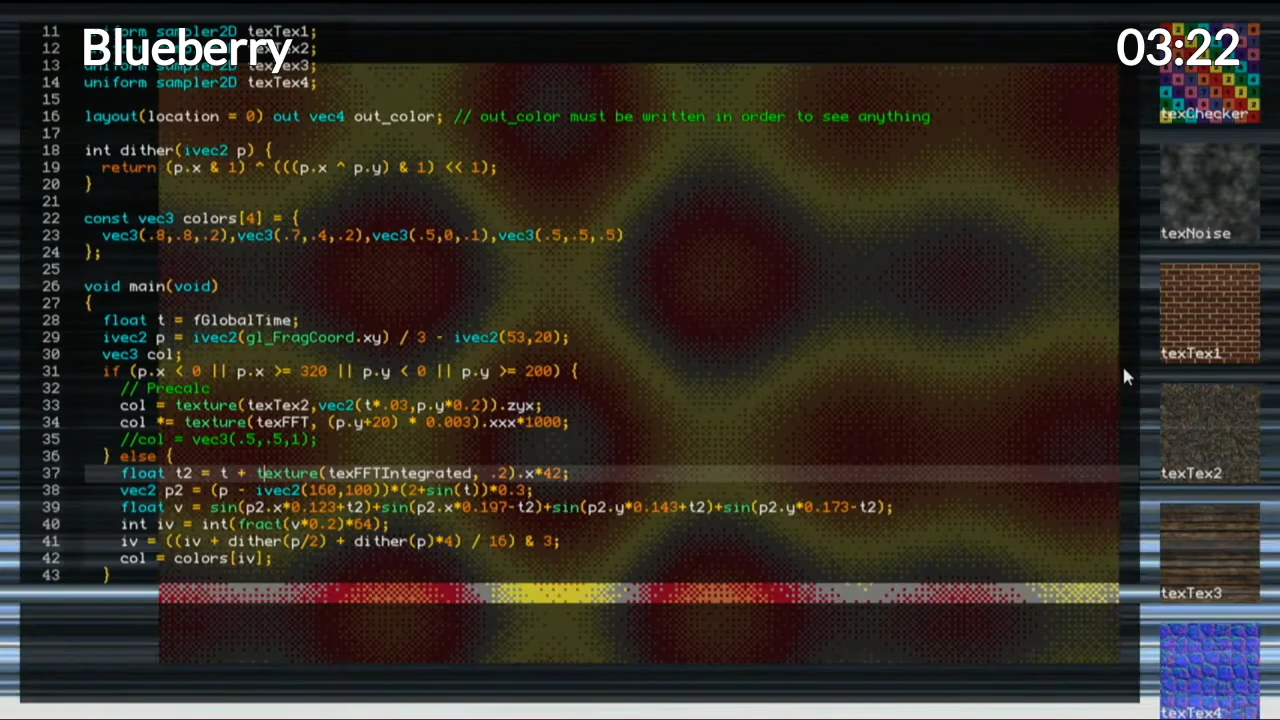 Blueberry
03:22
11 uniform sampler2D texTex1;
12 texTex2;
13 uniform sampler2D texTex3;
14 uniform sampler2D texTex4;
15
16 layout(location = 0) out vec4 out_color; // out_color must be written in order to see anything
17
18 int dither(ivec2 p) {
19 return (p.x & 1) ^ (((p.x ^ p.y) & 1) << 1);
20 }
21
22 const vec3 colors[4] = {
23 vec3(.8,.8,.2),vec3(.7,.4,.2),vec3(.5,0,.1),vec3(.5,.5,.5)
24 };
25
26 void main(void)
27 {
28 float t = fGlobalTime;
29 ivec2 p = ivec2(gl_FragCoord.xy) / 3 - ivec2(53,20);
30 vec3 col;
31 if (p.x < 0 || p.x >= 320 || p.y < 0 || p.y >= 200) {
32 // Precalc
33 col = texture(texTex2,vec2(t*.03,p.y*0.2)).zyx;
34 col *= texture(texFFT, (p.y+20) * 0.003).xxx*1000;
35 //col = vec3(.5,.5,1);
36 } else {
37 float t2 = t + texture(texFFTIntegrated, .2).x*42;
38 vec2 p2 = (p - ivec2(160,100))*(2+sin(t))*0.3;
39 float v = sin(p2.x*0.123+t2)+sin(p2.x*0.197-t2)+sin(p2.y*0.143+t2)+sin(p2.y*0.173-t2);
40 int iv = int(fract(v*0.2)*64);
41 iv = ((iv + dither(p/2) + dither(p)*4) / 16) & 3;
42 col = colors[iv];
43 }
texChecker
texNoise
texTex1
texTex2
texTex3
texTex4